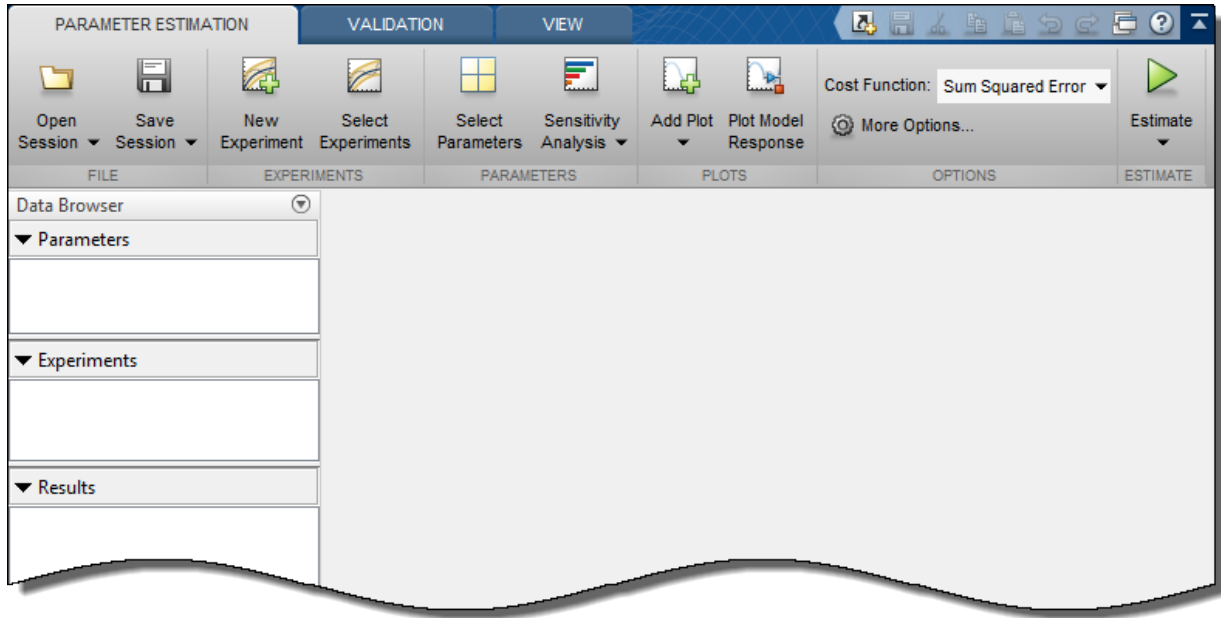 PARAMETER ESTIMATION VALIDATION VIEW
Open Session Save Session New Experiment Select Experiments Select Parameters Sensitivity Analysis Add Plot Plot Model Response Cost Function: Sum Squared Error Estimate
More Options...
FILE EXPERIMENTS PARAMETERS PLOTS OPTIONS ESTIMATE
Data Browser
Parameters
Experiments
Results